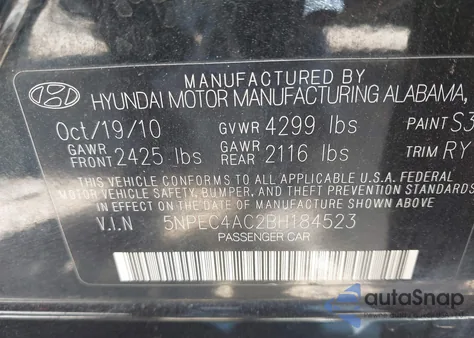 MANUFACTURED BY
HYUNDAI MOTOR MANUFACTURING ALABAMA,
Oct/19/10 GVWR 4299 lbs PAINT S3
GAWR FRONT 2425 lbs GAWR REAR 2116 lbs TRIM RY
THIS VEHICLE CONFORMS TO ALL APPLICABLE U.S.A. FEDERAL
MOTOR VEHICLE SAFETY, BUMPER, AND THEFT PREVENTION STANDARDS
IN EFFECT ON THE DATE OF MANUFACTURE SHOWN ABOVE.
V.I.N 5NPEC4AC2BH184523
PASSENGER CAR
autoSnap